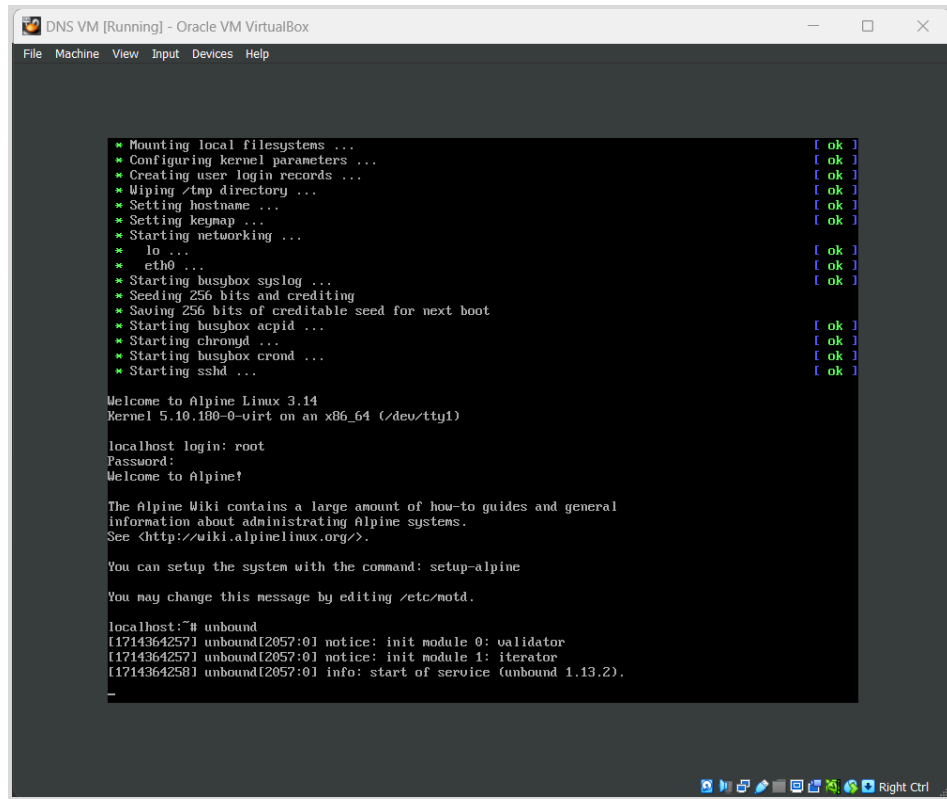 DNS VM [Running] - Oracle VM VirtualBox
File Machine View Input Devices Help
* Mounting local filesystems ... [ ok ]
* Configuring kernel parameters ... [ ok ]
* Creating user login records ... [ ok ]
* Wiping /tmp directory ... [ ok ]
* Setting hostname ... [ ok ]
* Setting keymap ... [ ok ]
* Starting networking ...
*   lo ... [ ok ]
*   eth0 ... [ ok ]
* Starting busybox syslog ... [ ok ]
* Seeding 256 bits and crediting
* Saving 256 bits of creditable seed for next boot
* Starting busybox acpid ... [ ok ]
* Starting chronyd ... [ ok ]
* Starting busybox crond ... [ ok ]
* Starting sshd ... [ ok ]
Welcome to Alpine Linux 3.14
Kernel 5.10.180-0-virt on an x86_64 (/dev/tty1)
localhost login: root
Password:
Welcome to Alpine!
The Alpine Wiki contains a large amount of how-to guides and general
information about administrating Alpine systems.
See <http://wiki.alpinelinux.org/>.
You can setup the system with the command: setup-alpine
You may change this message by editing /etc/motd.
localhost:~# unbound
[1714364257] unbound[2057:0] notice: init module 0: validator
[1714364257] unbound[2057:0] notice: init module 1: iterator
[1714364258] unbound[2057:0] info: start of service (unbound 1.13.2).
_
Right Ctrl